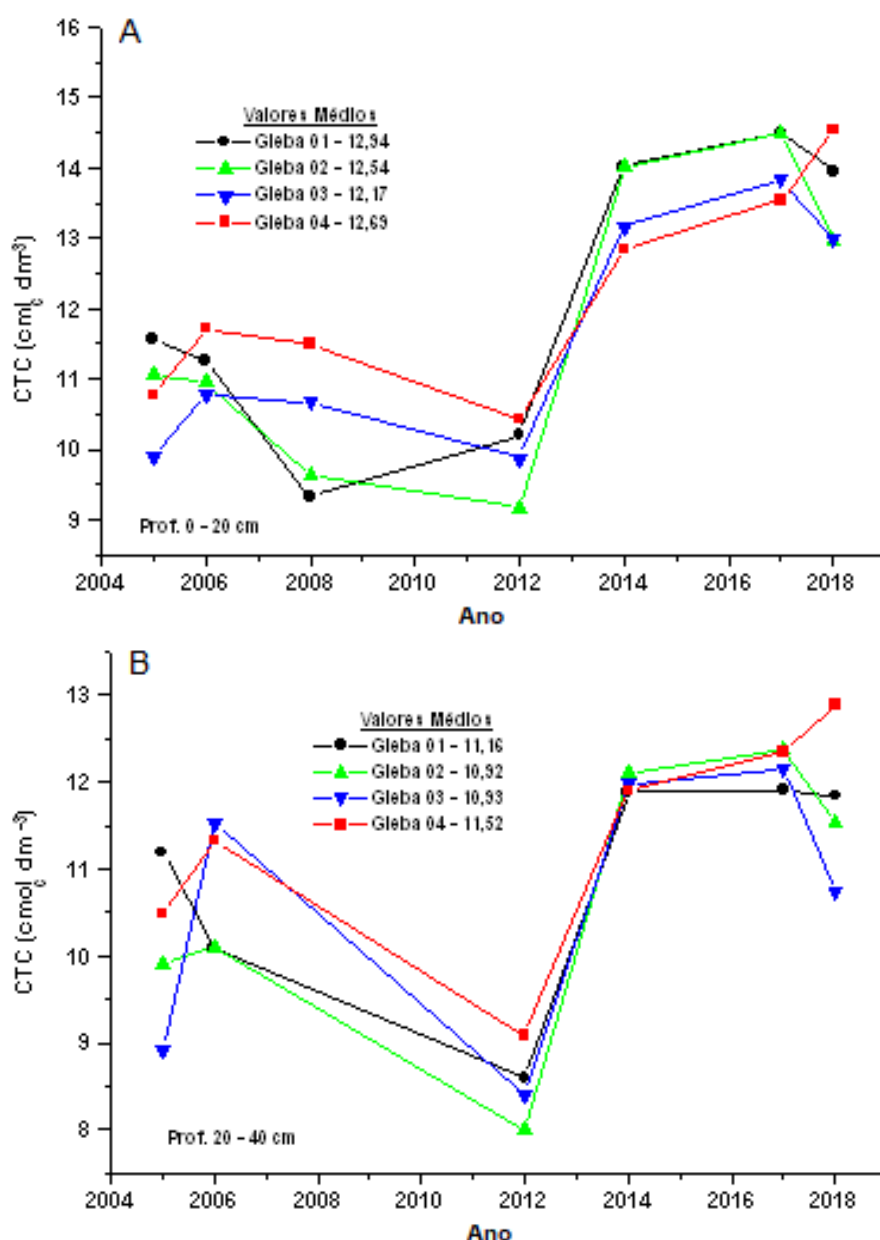 A
16
15
14
13
12
11
10
9
CTC (cml_c dm³)
Valores Médios
Gleba 01 - 12,94
Gleba 02 - 12,54
Gleba 03 - 12,17
Gleba 04 - 12,69
Prof. 0 - 20 cm
2004 2006 2008 2010 2012 2014 2016 2018
Ano
B
13
12
11
10
9
8
CTC (cmol_c dm⁻³)
Valores Médios
Gleba 01 - 11,16
Gleba 02 - 10,92
Gleba 03 - 10,93
Gleba 04 - 11,52
Prof. 20 - 40 cm
2004 2006 2008 2010 2012 2014 2016 2018
Ano